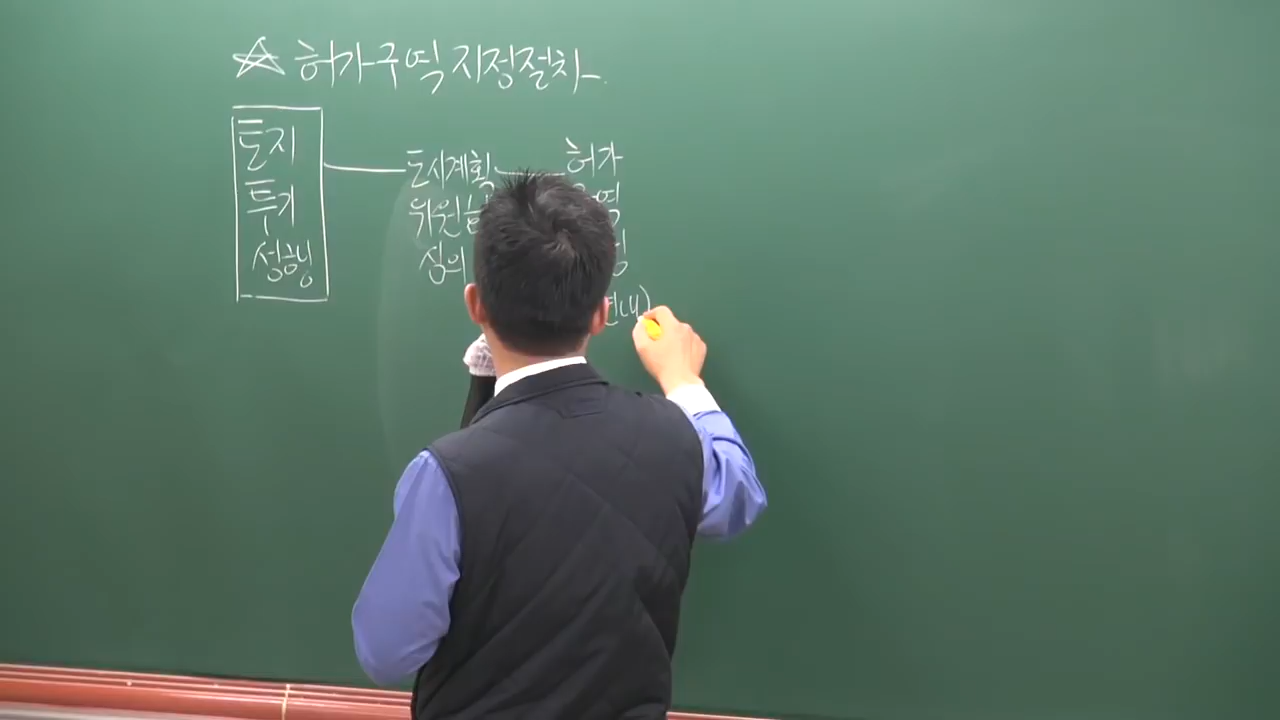 ☆ 허가구역 지정절차
토지
투기
성행
도시계획
위원
심의
허가
역